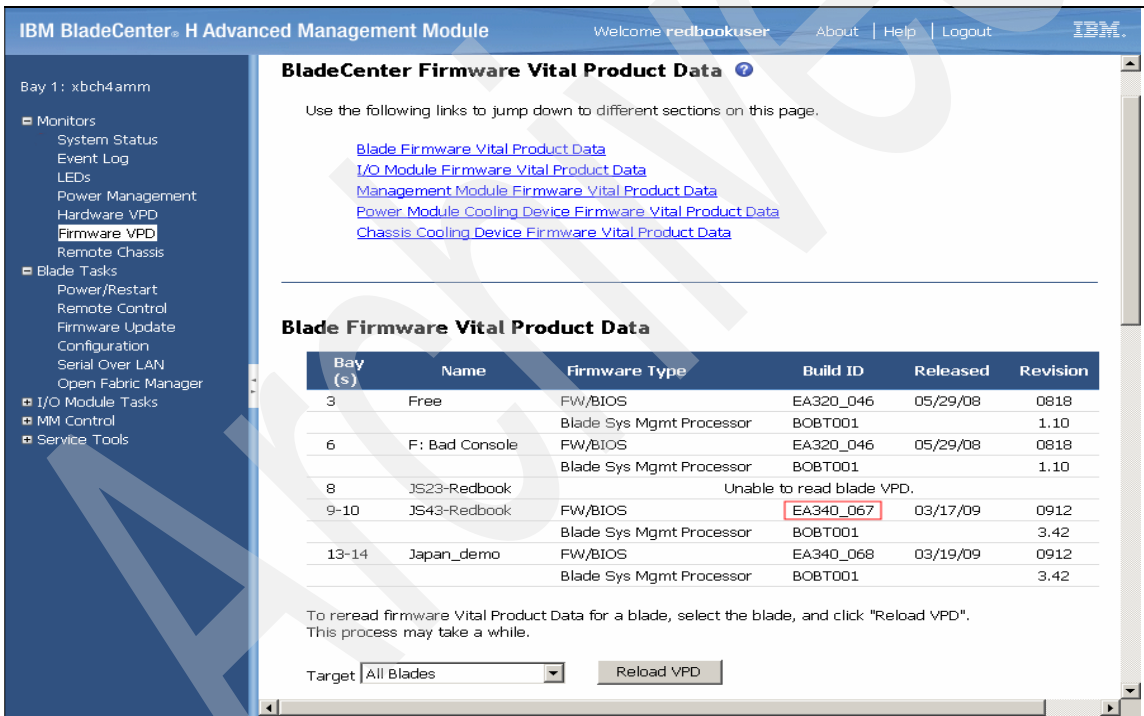 IBM BladeCenter® H Advanced Management Module
Welcome redbookuser
About | Help | Logout
IBM.
Bay 1: xbch4amm
Monitors
System Status
Event Log
LEDs
Power Management
Hardware VPD
Firmware VPD
Remote Chassis
Blade Tasks
Power/Restart
Remote Control
Firmware Update
Configuration
Serial Over LAN
Open Fabric Manager
I/O Module Tasks
MM Control
Service Tools
BladeCenter Firmware Vital Product Data ?
Use the following links to jump down to different sections on this page.
Blade Firmware Vital Product Data
I/O Module Firmware Vital Product Data
Management Module Firmware Vital Product Data
Power Module Cooling Device Firmware Vital Product Data
Chassis Cooling Device Firmware Vital Product Data
Blade Firmware Vital Product Data
Bay (s) Name Firmware Type Build ID Released Revision
3 Free FW/BIOS EA320_046 05/29/08 0818
Blade Sys Mgmt Processor BOBT001 1.10
6 F: Bad Console FW/BIOS EA320_046 05/29/08 0818
Blade Sys Mgmt Processor BOBT001 1.10
8 JS23-Redbook Unable to read blade VPD.
9-10 JS43-Redbook FW/BIOS EA340_067 03/17/09 0912
Blade Sys Mgmt Processor BOBT001 3.42
13-14 Japan_demo FW/BIOS EA340_068 03/19/09 0912
Blade Sys Mgmt Processor BOBT001 3.42
To reread firmware Vital Product Data for a blade, select the blade, and click "Reload VPD".
This process may take a while.
Target All Blades Reload VPD